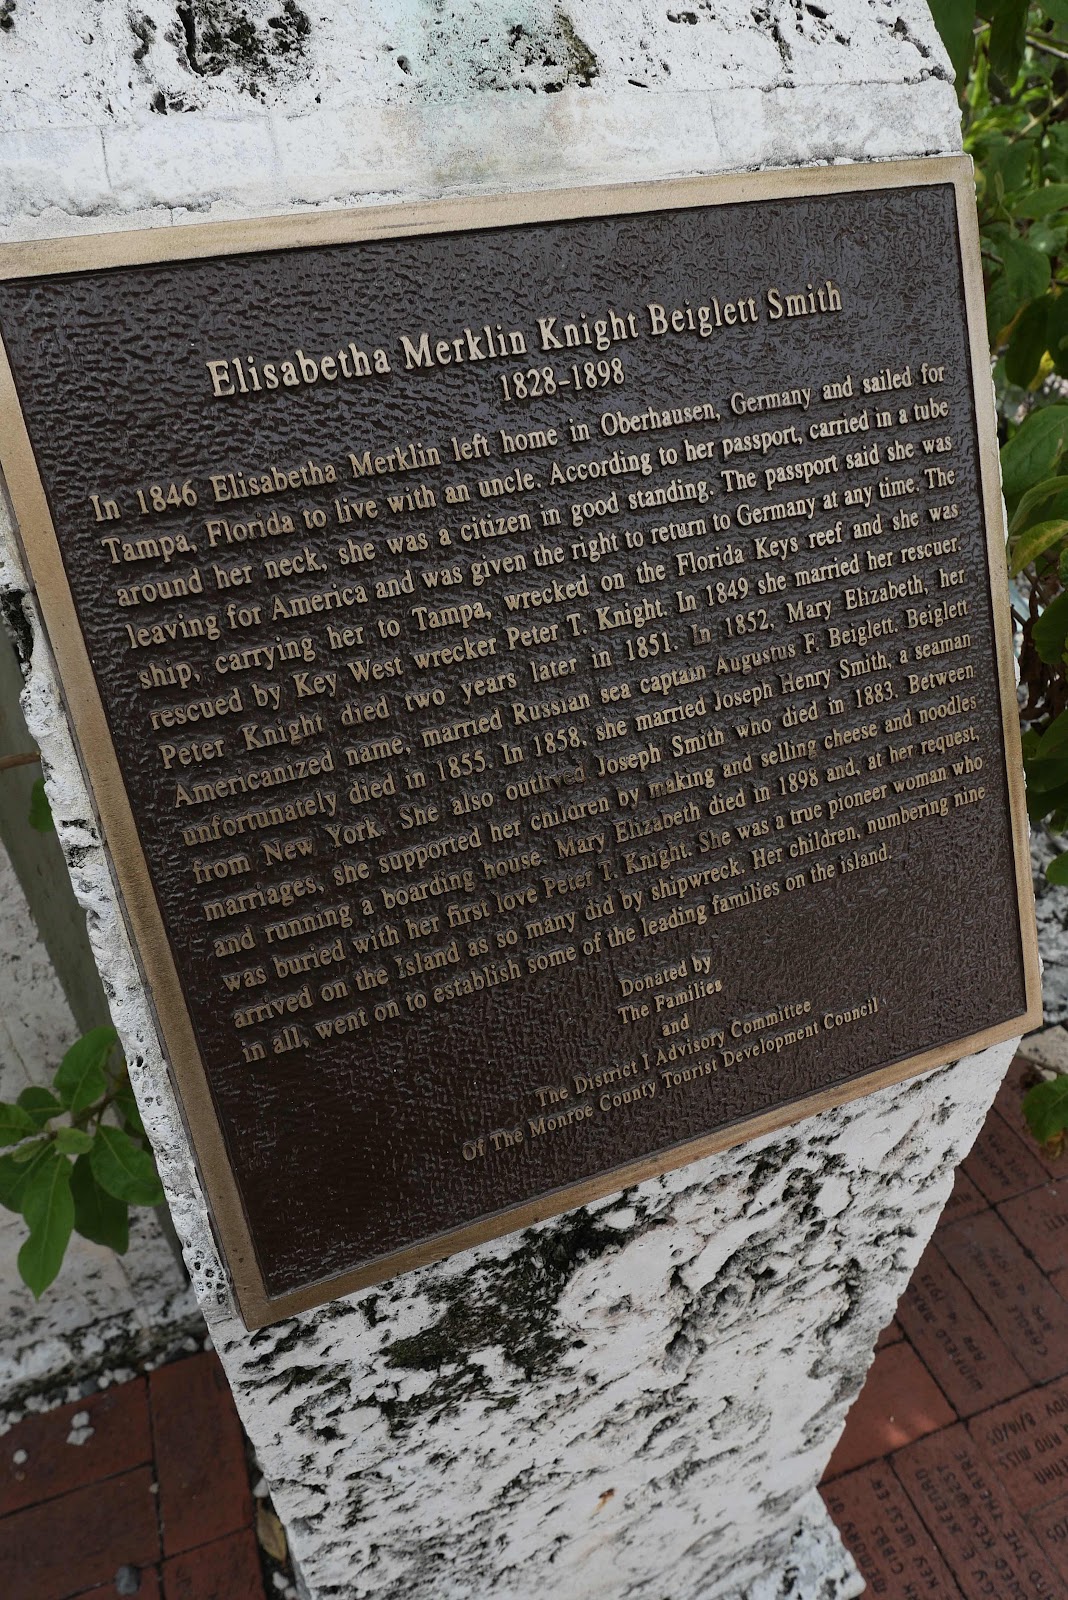 Elisabetha Merklin Knight Beiglett Smith
1828-1898
In 1846 Elisabetha Merklin left home in Oberhausen, Germany and sailed for
Tampa, Florida to live with an uncle. According to her passport, carried in a tube
around her neck, she was a citizen in good standing. The passport said she was
leaving for America and was given the right to return to Germany at any time. The
ship, carrying her to Tampa, wrecked on the Florida Keys reef and she was
rescued by Key West wrecker Peter T. Knight. In 1849 she married her rescuer.
Peter Knight died two years later in 1851. In 1852, Mary Elizabeth, her
Americanized name, married Russian sea captain Augustus F. Beiglett. Beiglett
unfortunately died in 1855. In 1858, she married Joseph Henry Smith, a seaman
from New York. She also outlived Joseph Smith who died in 1883. Between
marriages, she supported her children by making and selling cheese and noodles
and running a boarding house. Mary Elizabeth died in 1898 and, at her request,
was buried with her first love Peter T. Knight. She was a true pioneer woman who
arrived on the Island as so many did by shipwreck. Her children, numbering nine
in all, went on to establish some of the leading families on the island.
Donated by
The Families
and
The District I Advisory Committee
Of The Monroe County Tourist Development Council